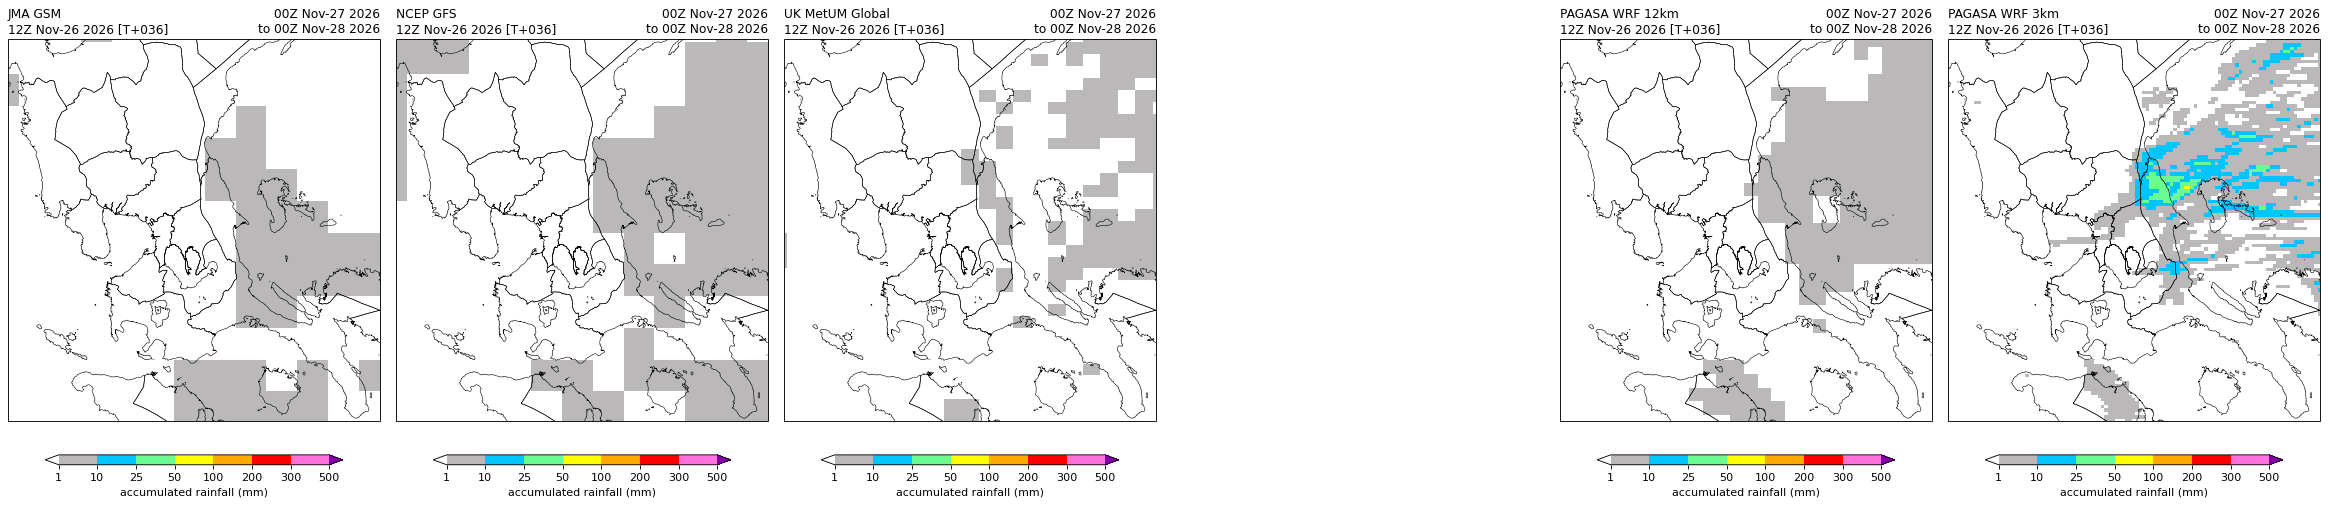 JMA GSM
00Z Nov-27 2026
12Z Nov-26 2026 [T+036]
to 00Z Nov-28 2026
NCEP GFS
00Z Nov-27 2026
12Z Nov-26 2026 [T+036]
to 00Z Nov-28 2026
UK MetUM Global
00Z Nov-27 2026
12Z Nov-26 2026 [T+036]
to 00Z Nov-28 2026
PAGASA WRF 12km
00Z Nov-27 2026
12Z Nov-26 2026 [T+036]
to 00Z Nov-28 2026
PAGASA WRF 3km
00Z Nov-27 2026
12Z Nov-26 2026 [T+036]
to 00Z Nov-28 2026
1 10 25 50 100 200 300 500
accumulated rainfall (mm)
1 10 25 50 100 200 300 500
accumulated rainfall (mm)
1 10 25 50 100 200 300 500
accumulated rainfall (mm)
1 10 25 50 100 200 300 500
accumulated rainfall (mm)
1 10 25 50 100 200 300 500
accumulated rainfall (mm)